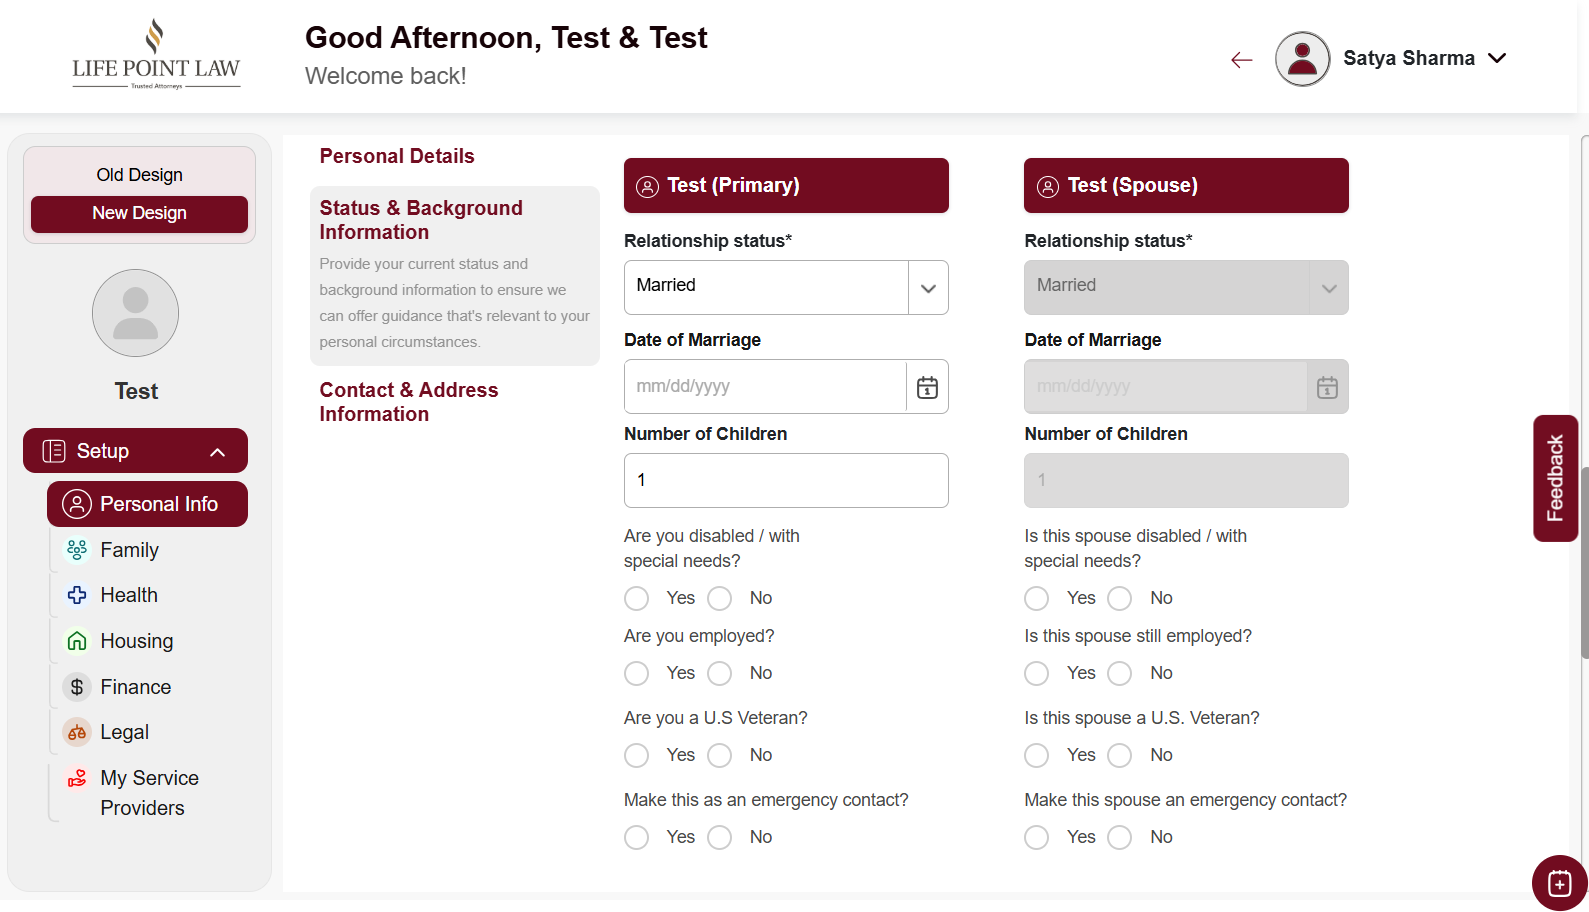 LIFE POINT LAW
Trusted Attorneys
Good Afternoon, Test & Test
Welcome back!
Satya Sharma
Old Design
New Design
Test
Setup
Personal Info
Family
Health
Housing
$ Finance
Legal
My Service
Providers
Personal Details
Status & Background
Information
Provide your current status and
background information to ensure we
can offer guidance that's relevant to your
personal circumstances.
Contact & Address
Information
Test (Primary)
Relationship status*
Married
Date of Marriage
mm/dd/yyyy
1
Number of Children
1
Are you disabled / with
special needs?
Yes No
Are you employed?
Yes No
Are you a U.S Veteran?
Yes No
Make this as an emergency contact?
Yes No
Test (Spouse)
Relationship status*
Married
Date of Marriage
mm/dd/yyyy
1
Number of Children
1
Is this spouse disabled / with
special needs?
Yes No
Is this spouse still employed?
Yes No
Is this spouse a U.S. Veteran?
Yes No
Make this spouse an emergency contact?
Yes No
Feedback